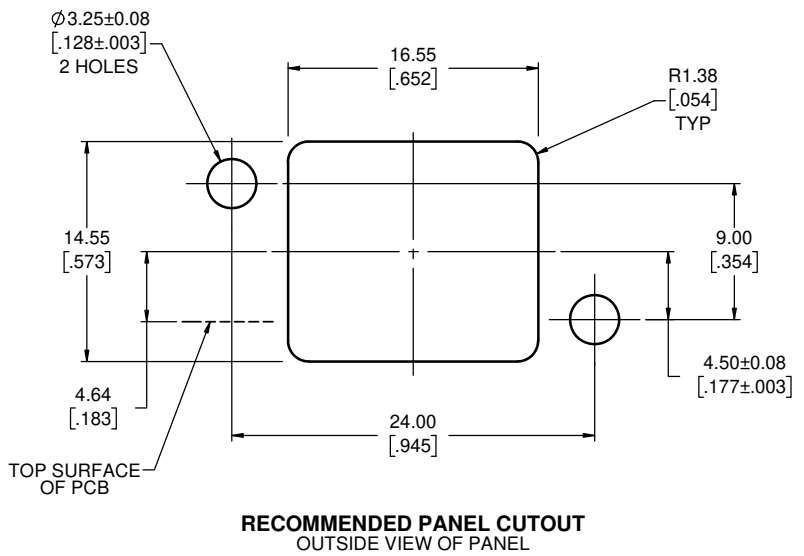 Ø3.25±0.08
[.128±.003]
2 HOLES
16.55
[.652]
R1.38
[.054]
TYP
14.55
[.573]
9.00
[.354]
4.64
[.183]
4.50±0.08
[.177±.003]
24.00
[.945]
TOP SURFACE
OF PCB
RECOMMENDED PANEL CUTOUT
OUTSIDE VIEW OF PANEL